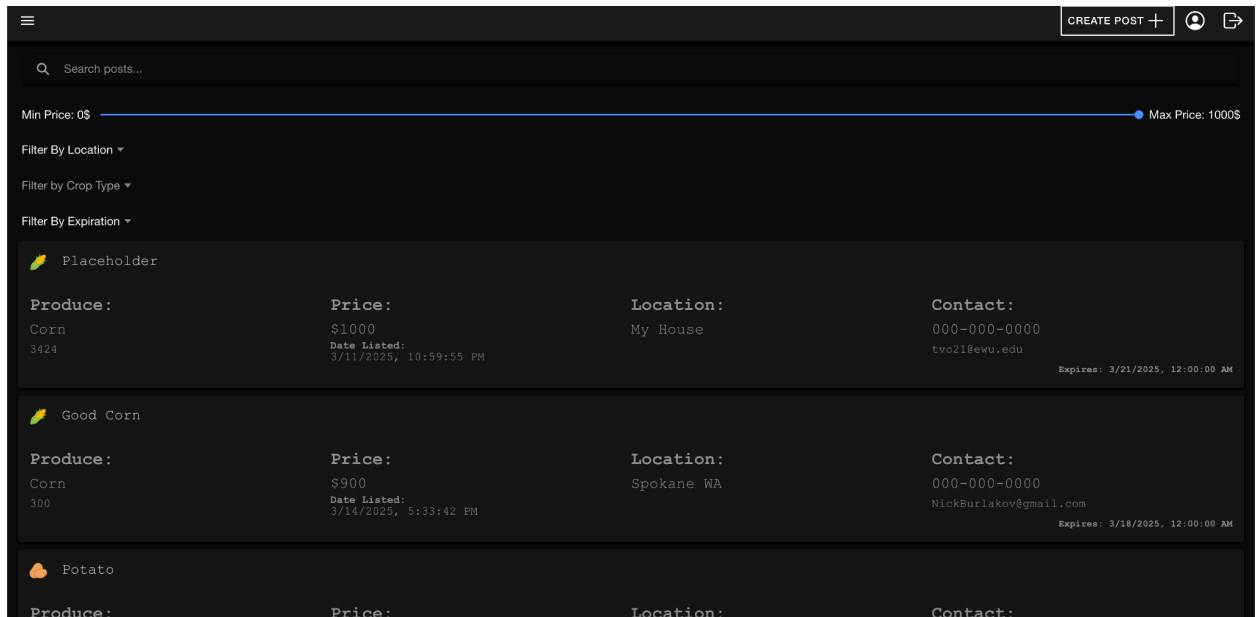 CREATE POST
Search posts...
Min Price: 0$ Max Price: 1000$
Filter By Location
Filter by Crop Type
Filter By Expiration
Placeholder
Produce: Price: Location: Contact:
Corn $1000 My House 000-000-0000
3424 Date Listed: tvo21@ewu.edu
3/11/2025, 10:59:55 PM
Expires: 3/21/2025, 12:00:00 AM
Good Corn
Produce: Price: Location: Contact:
Corn $900 Spokane WA 000-000-0000
300 Date Listed: NickBurlakov@gmail.com
3/14/2025, 5:33:42 PM
Expires: 3/18/2025, 12:00:00 AM
Potato
Produce: Price: Location: Contact: